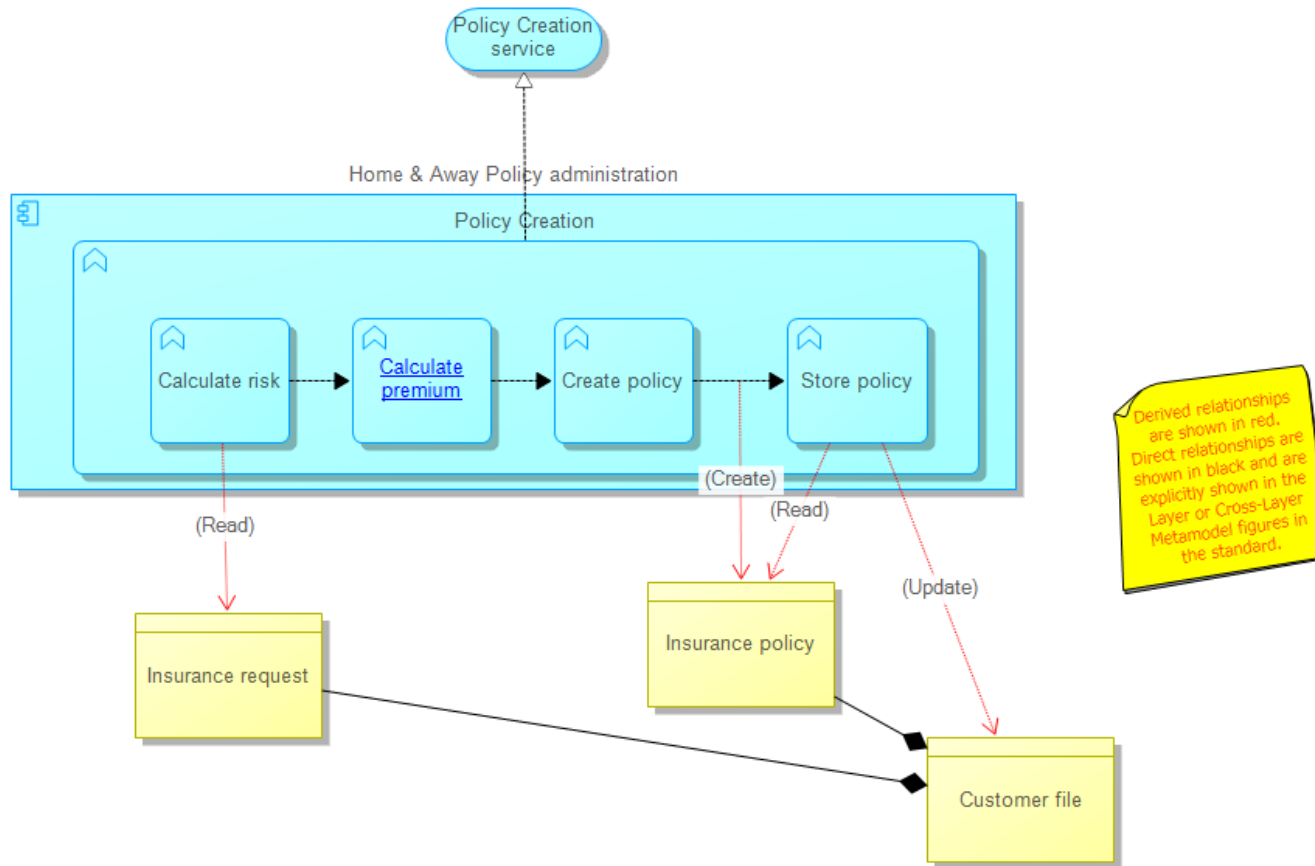 Policy Creation
service
Home & Away Policy administration
Policy Creation
Calculate risk
Calculate
premium
Create policy
Store policy
(Create)
(Read)
(Read)
(Update)
Insurance request
Insurance policy
Customer file
Derived relationships
are shown in red.
Direct relationships are
shown in black and are
explicitly shown in the
Layer or Cross-Layer
Metamodel figures in
the standard.